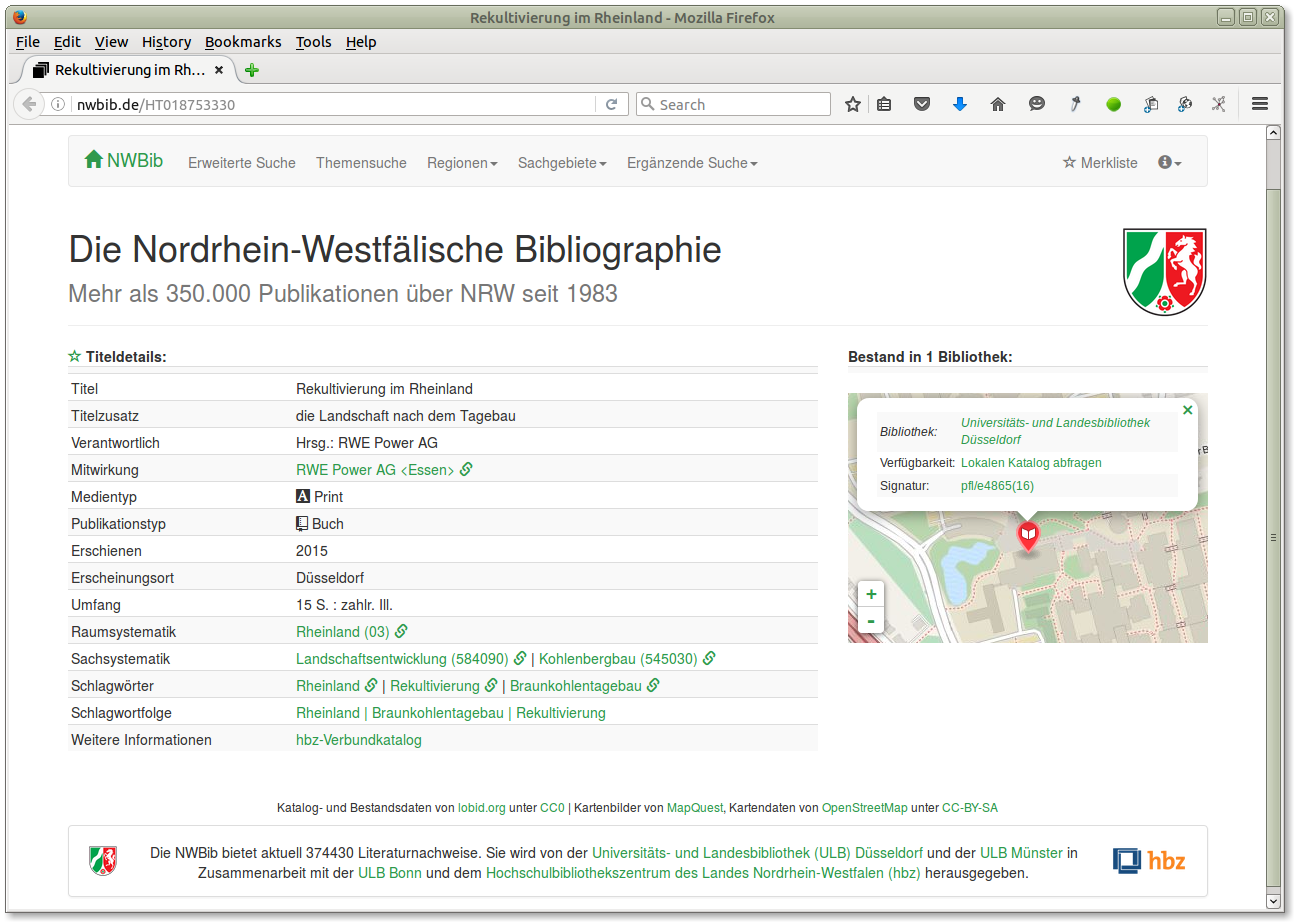 Rekultivierung im Rheinland - Mozilla Firefox
File Edit View History Bookmarks Tools Help
Rekultivierung im Rh...
nwbib.de/HT018753330 Search
NWBib Erweiterte Suche Themensuche Regionen Sachgebiete Ergänzende Suche Merkliste
Die Nordrhein-Westfälische Bibliographie
Mehr als 350.000 Publikationen über NRW seit 1983
Titeldetails:
Titel Rekultivierung im Rheinland
Titelzusatz die Landschaft nach dem Tagebau
Verantwortlich Hrsg.: RWE Power AG
Mitwirkung RWE Power AG <Essen>
Medientyp Print
Publikationstyp Buch
Erschienen 2015
Erscheinungsort Düsseldorf
Umfang 15 S. : zahlr. Ill.
Raumsystematik Rheinland (03)
Sachsystematik Landschaftsentwicklung (584090) | Kohlenbergbau (545030)
Schlagwörter Rheinland | Rekultivierung | Braunkohlentagebau
Schlagwortfolge Rheinland | Braunkohlentagebau | Rekultivierung
Weitere Informationen hbz-Verbundkatalog
Bestand in 1 Bibliothek:
Bibliothek: Universitäts- und Landesbibliothek
Düsseldorf
Verfügbarkeit: Lokalen Katalog abfragen
Signatur: pfl/e4865(16)
+
-
Katalog- und Bestandsdaten von lobid.org unter CC0 | Kartenbilder von MapQuest, Kartendaten von OpenStreetMap unter CC-BY-SA
Die NWBib bietet aktuell 374430 Literaturnachweise. Sie wird von der Universitäts- und Landesbibliothek (ULB) Düsseldorf und der ULB Münster in
Zusammenarbeit mit der ULB Bonn und dem Hochschulbibliothekszentrum des Landes Nordrhein-Westfalen (hbz) herausgegeben.
hbz